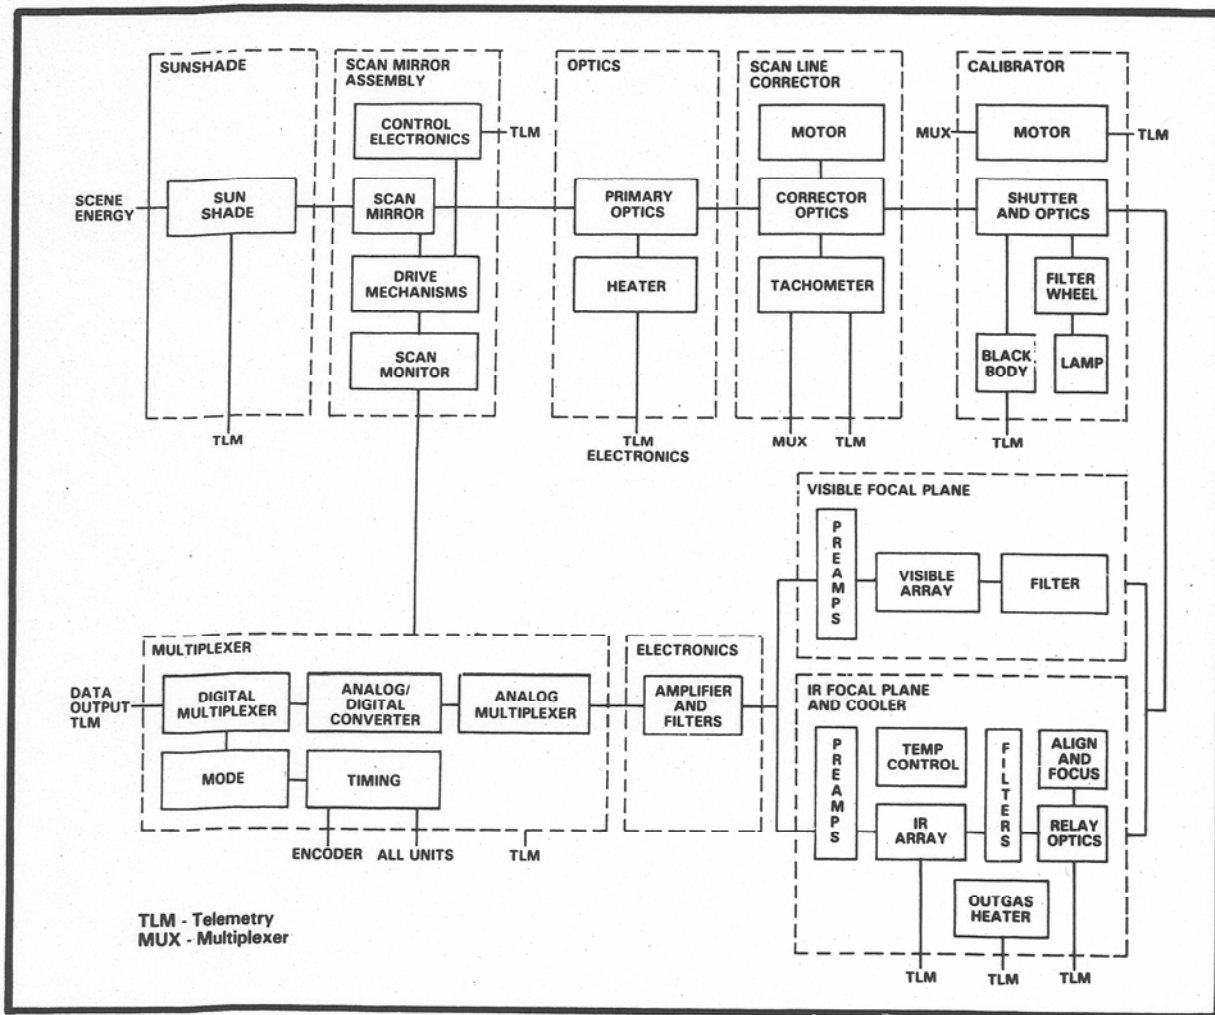 SUNSHADE
SCAN MIRROR
ASSEMBLY
OPTICS
SCAN LINE
CORRECTOR
CALIBRATOR
CONTROL
ELECTRONICS
TLM
MOTOR
MUX
MOTOR
TLM
SCENE
ENERGY
SUN
SHADE
SCAN
MIRROR
PRIMARY
OPTICS
CORRECTOR
OPTICS
SHUTTER
AND OPTICS
DRIVE
MECHANISMS
HEATER
TACHOMETER
FILTER
WHEEL
SCAN
MONITOR
BLACK
BODY
LAMP
TLM
TLM
ELECTRONICS
MUX
TLM
TLM
VISIBLE FOCAL PLANE
PREAMPS
VISIBLE
ARRAY
FILTER
MULTIPLEXER
ELECTRONICS
DATA
OUTPUT
TLM
DIGITAL
MULTIPLEXER
ANALOG/
DIGITAL
CONVERTER
ANALOG
MULTIPLEXER
AMPLIFIER
AND
FILTERS
MODE
TIMING
ENCODER
ALL UNITS
TLM
IR FOCAL PLANE
AND COOLER
PREAMPS
TEMP
CONTROL
FILTERS
ALIGN
AND
FOCUS
IR
ARRAY
RELAY
OPTICS
OUTGAS
HEATER
TLM
TLM
TLM
TLM - Telemetry
MUX - Multiplexer